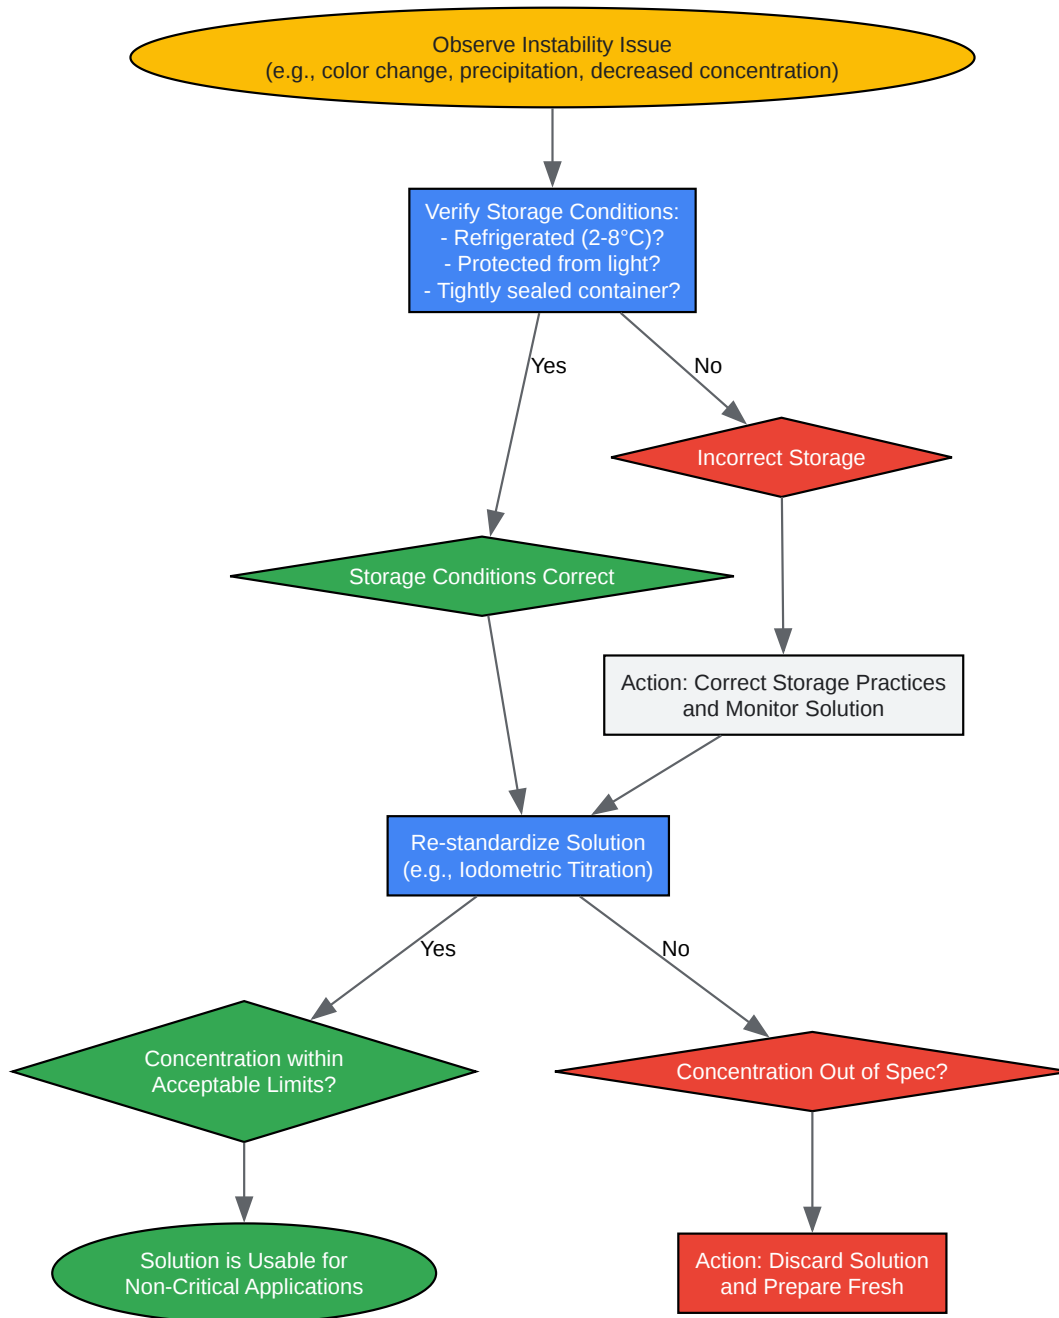 Observe Instability Issue
(e.g., color change, precipitation, decreased concentration)
Verify Storage Conditions:
- Refrigerated (2-8°C)?
- Protected from light?
- Tightly sealed container?
Yes
No
Incorrect Storage
Storage Conditions Correct
Action: Correct Storage Practices
and Monitor Solution
Re-standardize Solution
(e.g., Iodometric Titration)
Yes
No
Concentration within
Acceptable Limits?
Concentration Out of Spec?
Solution is Usable for
Non-Critical Applications
Action: Discard Solution
and Prepare Fresh